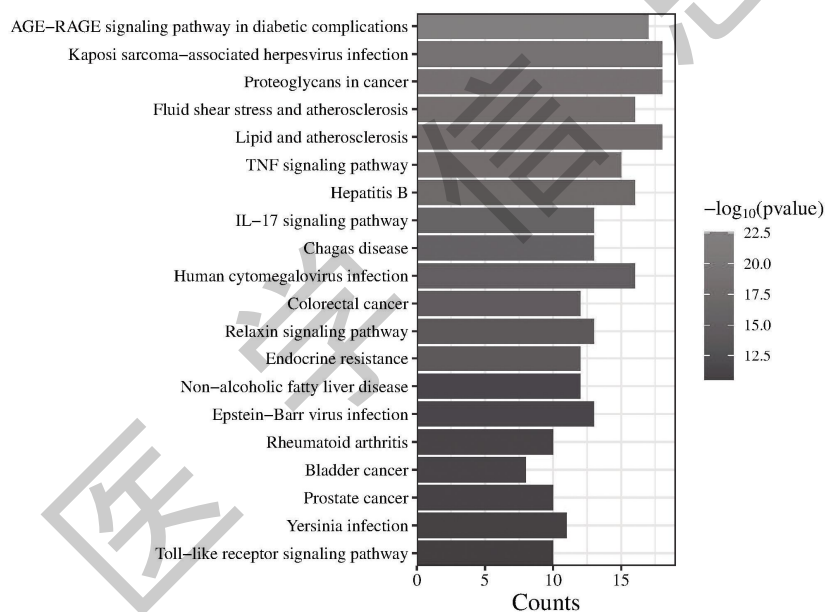 AGE−RAGE signaling pathway in diabetic complications
Kaposi sarcoma−associated herpesvirus infection
Proteoglycans in cancer
Fluid shear stress and atherosclerosis
Lipid and atherosclerosis
TNF signaling pathway
Hepatitis B
IL−17 signaling pathway
Chagas disease
Human cytomegalovirus infection
Colorectal cancer
Relaxin signaling pathway
Endocrine resistance
Non−alcoholic fatty liver disease
Epstein−Barr virus infection
Rheumatoid arthritis
Bladder cancer
Prostate cancer
Yersinia infection
Toll−like receptor signaling pathway
0 5 10 15
Counts
−log₁₀(pvalue)
22.5
20.0
17.5
15.0
12.5
医学信息